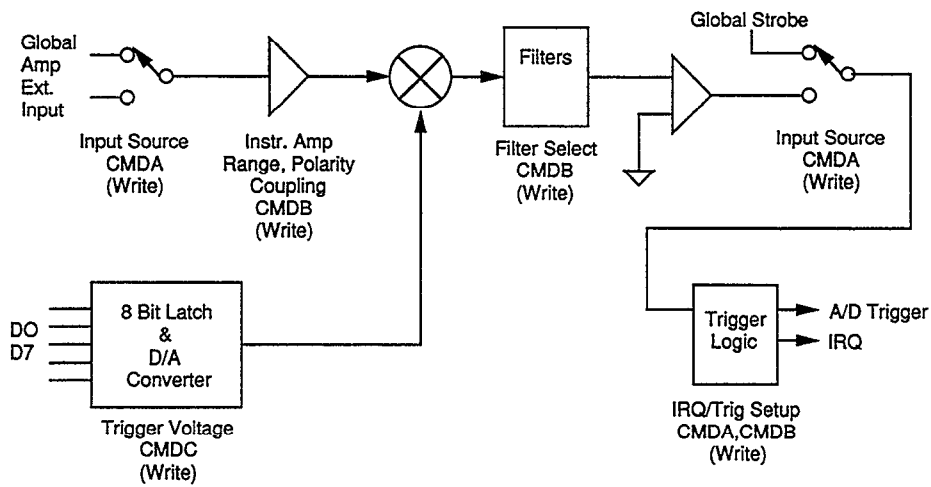 Global
Amp
Ext.
Input
Input Source
CMDA
(Write)
Instr. Amp
Range, Polarity
Coupling
CMDB
(Write)
Filters
Filter Select
CMDB
(Write)
Global Strobe
Input Source
CMDA
(Write)
DO
D7
8 Bit Latch
&
D/A
Converter
Trigger Voltage
CMDC
(Write)
Trigger
Logic
A/D Trigger
IRQ
IRQ/Trig Setup
CMDA,CMDB
(Write)